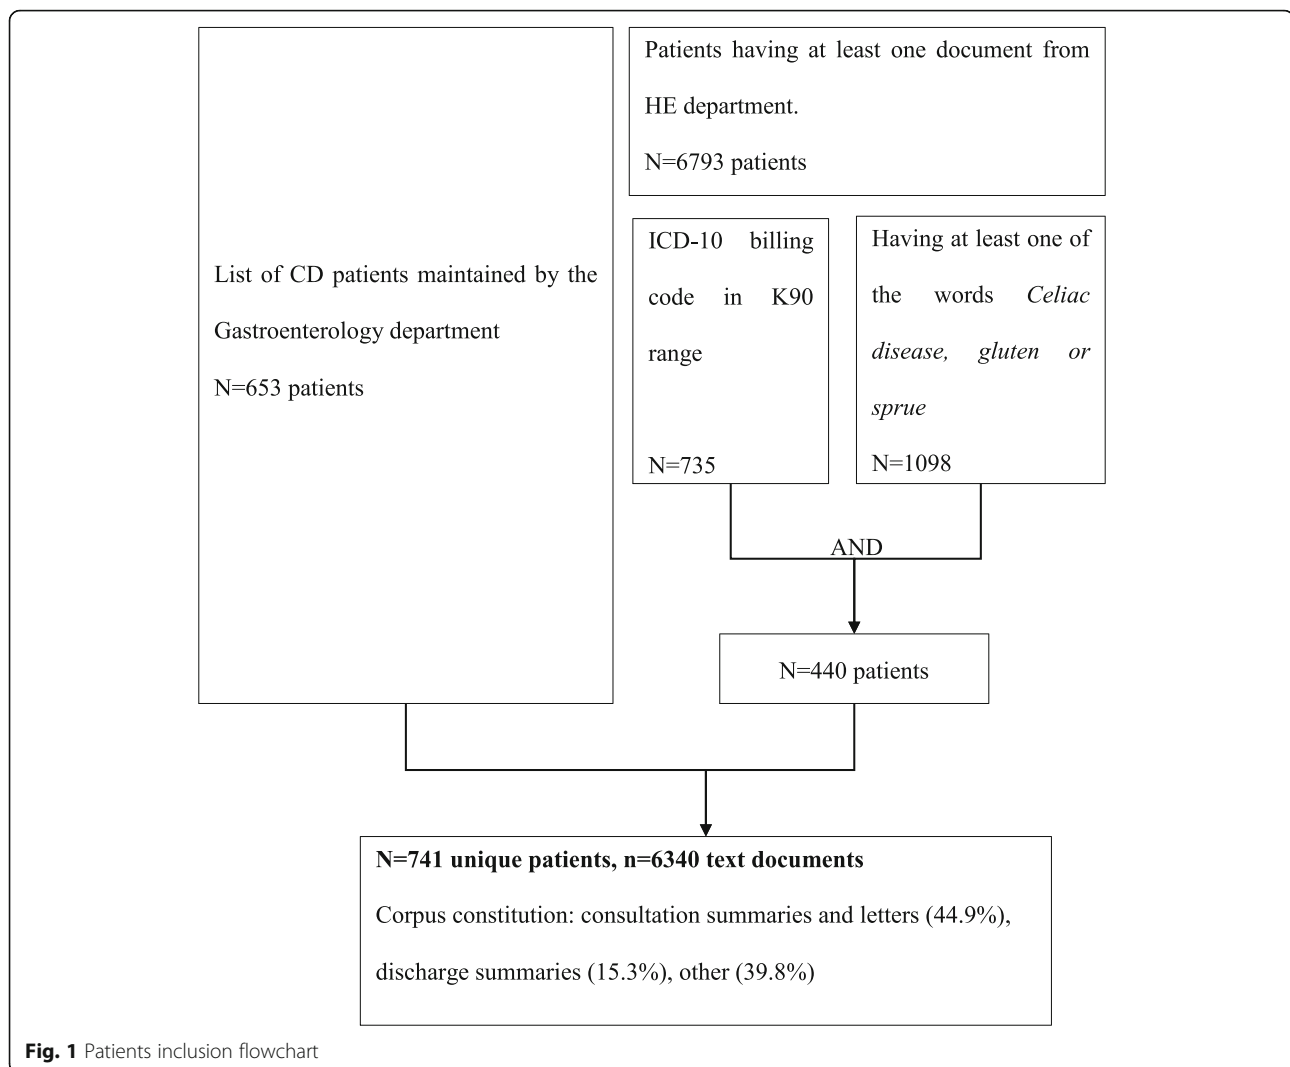 List of CD patients maintained by the
Gastroenterology department
N=653 patients
Patients having at least one document from
HE department.
N=6793 patients
ICD-10 billing
code in K90
range
N=735
Having at least one of
the words Celiac
disease, gluten or
sprue
N=1098
AND
N=440 patients
N=741 unique patients, n=6340 text documents
Corpus constitution: consultation summaries and letters (44.9%),
discharge summaries (15.3%), other (39.8%)
Fig. 1 Patients inclusion flowchart